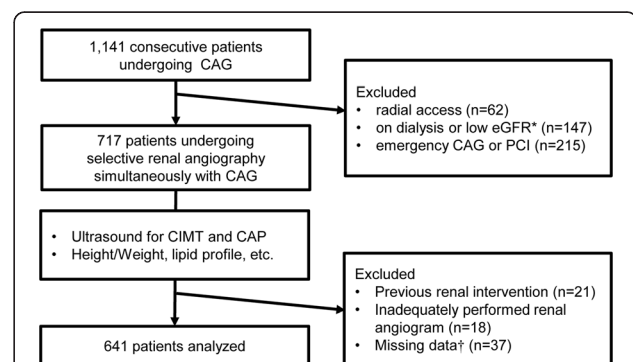 1,141 consecutive patients
undergoing CAG
Excluded
• radial access (n=62)
• on dialysis or low eGFR* (n=147)
• emergency CAG or PCI (n=215)
717 patients undergoing
selective renal angiography
simultaneously with CAG
• Ultrasound for CIMT and CAP
• Height/Weight, lipid profile, etc.
Excluded
• Previous renal intervention (n=21)
• Inadequately performed renal
angiogram (n=18)
• Missing data† (n=37)
641 patients analyzed